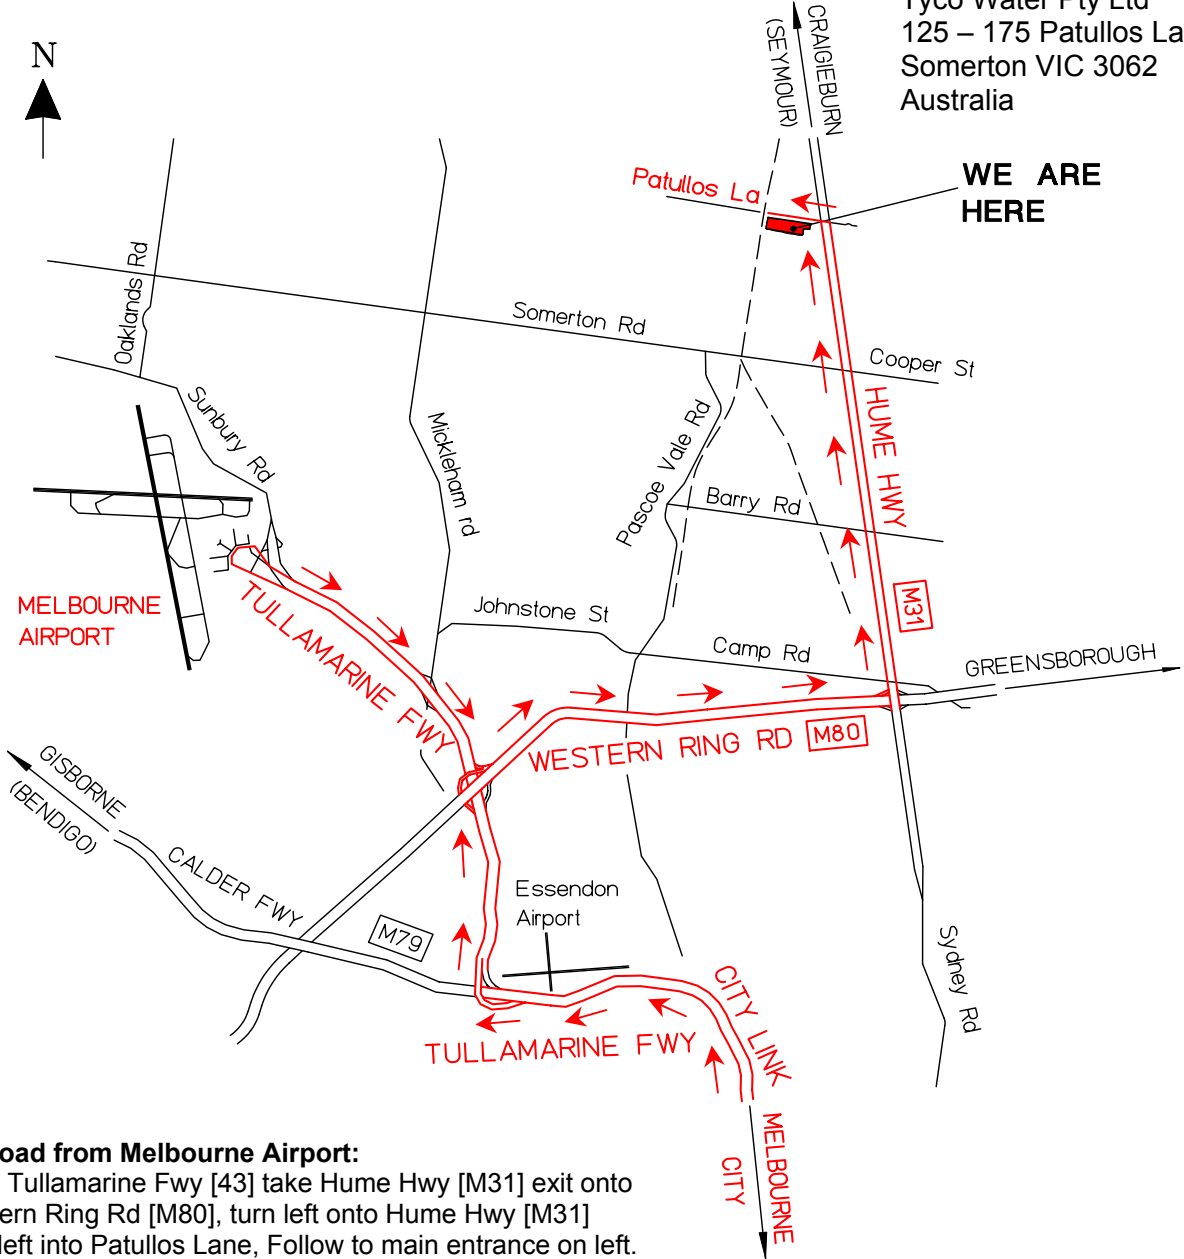 Tyco Water Pty Ltd
125 – 175 Patullos La
Somerton VIC 3062
Australia
N
CRAIGIEBURN
(SEYMOUR)
WE ARE
HERE
Patullos La
Oaklands Rd
Somerton Rd
Cooper St
Sunbury Rd
Mickleham rd
Pascoe Vale Rd
HUME HWY
Barry Rd
MELBOURNE
AIRPORT
TULLAMARINE FWY
Johnstone St
M31
Camp Rd
GREENSBOROUGH
WESTERN RING RD
M80
GISBORNE
(BENDIGO)
CALDER FWY
M79
Essendon
Airport
Sydney Rd
CITY LINK
TULLAMARINE FWY
MELBOURNE
CITY
oad from Melbourne Airport:
Tullamarine Fwy [43] take Hume Hwy [M31] exit onto
ern Ring Rd [M80], turn left onto Hume Hwy [M31]
left into Patullos Lane, Follow to main entrance on left.